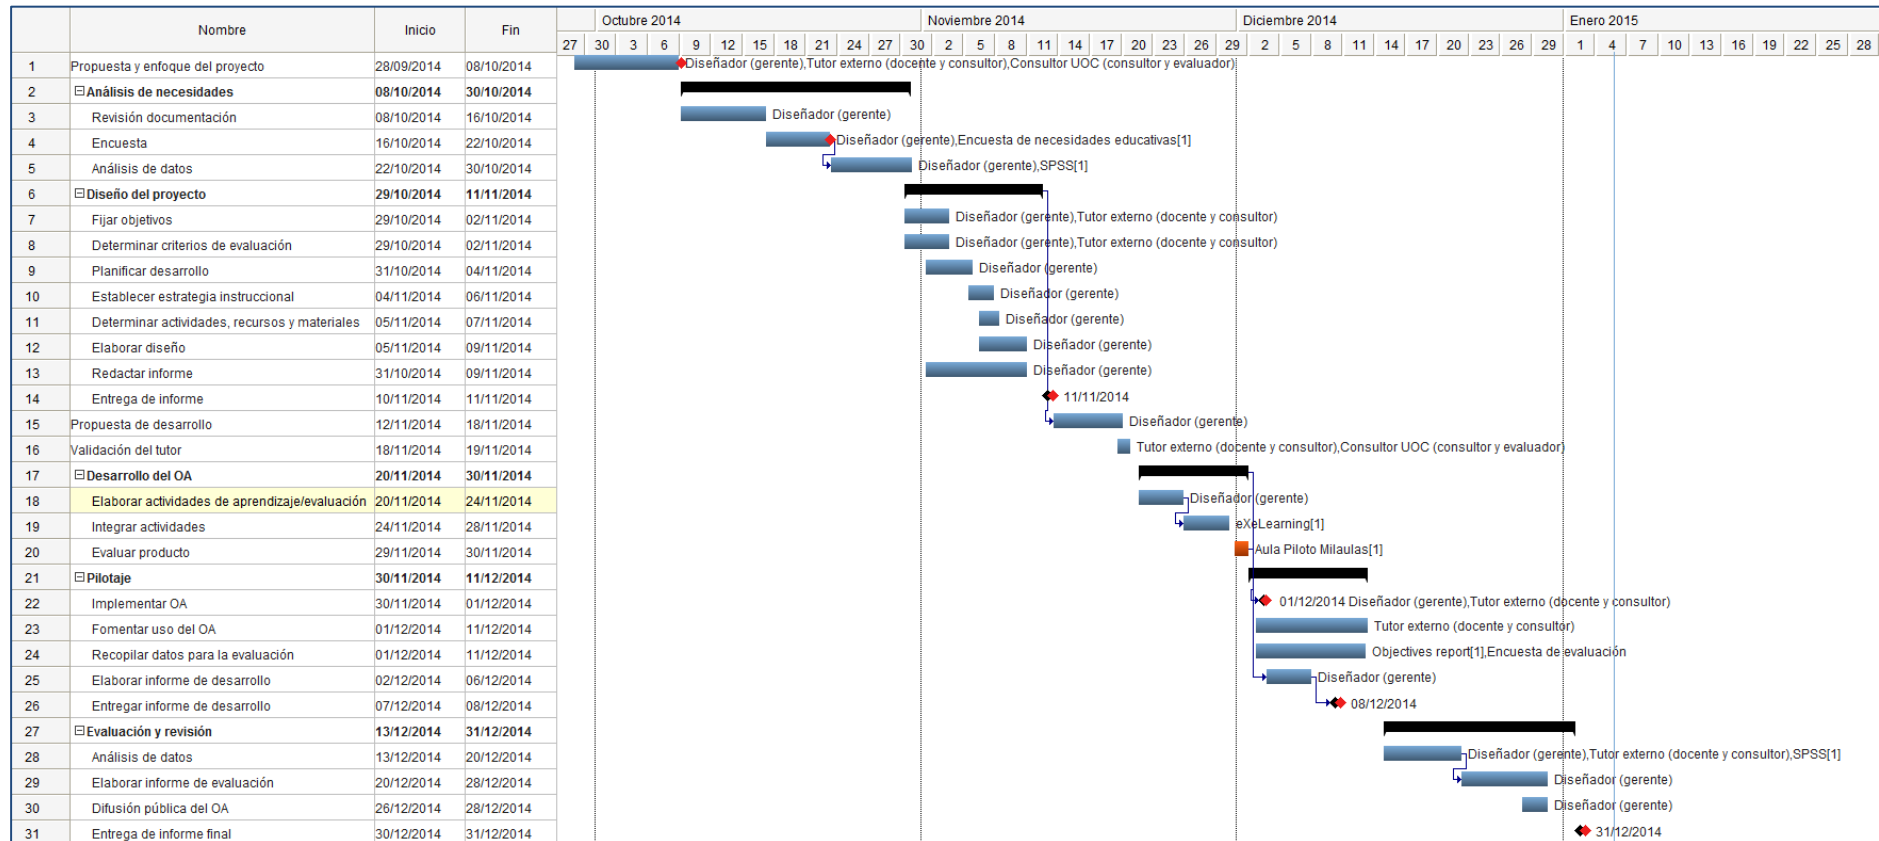 Nombre Inicio Fin Octubre 2014 Noviembre 2014 Diciembre 2014 Enero 2015
27 30 3 6 9 12 15 18 21 24 27 30 2 5 8 11 14 17 20 23 26 29 2 5 8 11 14 17 20 23 26 29 1 4 7 10 13 16 19 22 25 28
1 Propuesta y enfoque del proyecto 28/09/2014 08/10/2014 Diseñador (gerente),Tutor externo (docente y consultor),Consultor UOC (consultor y evaluador)
2 Análisis de necesidades 08/10/2014 30/10/2014
3 Revisión documentación 08/10/2014 16/10/2014 Diseñador (gerente)
4 Encuesta 16/10/2014 22/10/2014 Diseñador (gerente),Encuesta de necesidades educativas[1]
5 Análisis de datos 22/10/2014 30/10/2014 Diseñador (gerente),SPSS[1]
6 Diseño del proyecto 29/10/2014 11/11/2014
7 Fijar objetivos 29/10/2014 02/11/2014 Diseñador (gerente),Tutor externo (docente y consultor)
8 Determinar criterios de evaluación 29/10/2014 02/11/2014 Diseñador (gerente),Tutor externo (docente y consultor)
9 Planificar desarrollo 31/10/2014 04/11/2014 Diseñador (gerente)
10 Establecer estrategia instruccional 04/11/2014 06/11/2014 Diseñador (gerente)
11 Determinar actividades, recursos y materiales 05/11/2014 07/11/2014 Diseñador (gerente)
12 Elaborar diseño 05/11/2014 09/11/2014 Diseñador (gerente)
13 Redactar informe 31/10/2014 09/11/2014 Diseñador (gerente)
14 Entrega de informe 10/11/2014 11/11/2014 11/11/2014
15 Propuesta de desarrollo 12/11/2014 18/11/2014 Diseñador (gerente)
16 Validación del tutor 18/11/2014 19/11/2014 Tutor externo (docente y consultor),Consultor UOC (consultor y evaluador)
17 Desarrollo del OA 20/11/2014 30/11/2014
18 Elaborar actividades de aprendizaje/evaluación 20/11/2014 24/11/2014 Diseñador (gerente)
19 Integrar actividades 24/11/2014 28/11/2014 eXeLearning[1]
20 Evaluar producto 29/11/2014 30/11/2014 Aula Piloto Milaulas[1]
21 Pilotaje 30/11/2014 11/12/2014
22 Implementar OA 30/11/2014 01/12/2014 01/12/2014 Diseñador (gerente),Tutor externo (docente y consultor)
23 Fomentar uso del OA 01/12/2014 11/12/2014 Tutor externo (docente y consultor)
24 Recopilar datos para la evaluación 01/12/2014 11/12/2014 Objectives report[1],Encuesta de evaluación
25 Elaborar informe de desarrollo 02/12/2014 06/12/2014 Diseñador (gerente)
26 Entregar informe de desarrollo 07/12/2014 08/12/2014 08/12/2014
27 Evaluación y revisión 13/12/2014 31/12/2014
28 Análisis de datos 13/12/2014 20/12/2014 Diseñador (gerente),Tutor externo (docente y consultor),SPSS[1]
29 Elaborar informe de evaluación 20/12/2014 28/12/2014 Diseñador (gerente)
30 Difusión pública del OA 26/12/2014 28/12/2014 Diseñador (gerente)
31 Entrega de informe final 30/12/2014 31/12/2014 31/12/2014